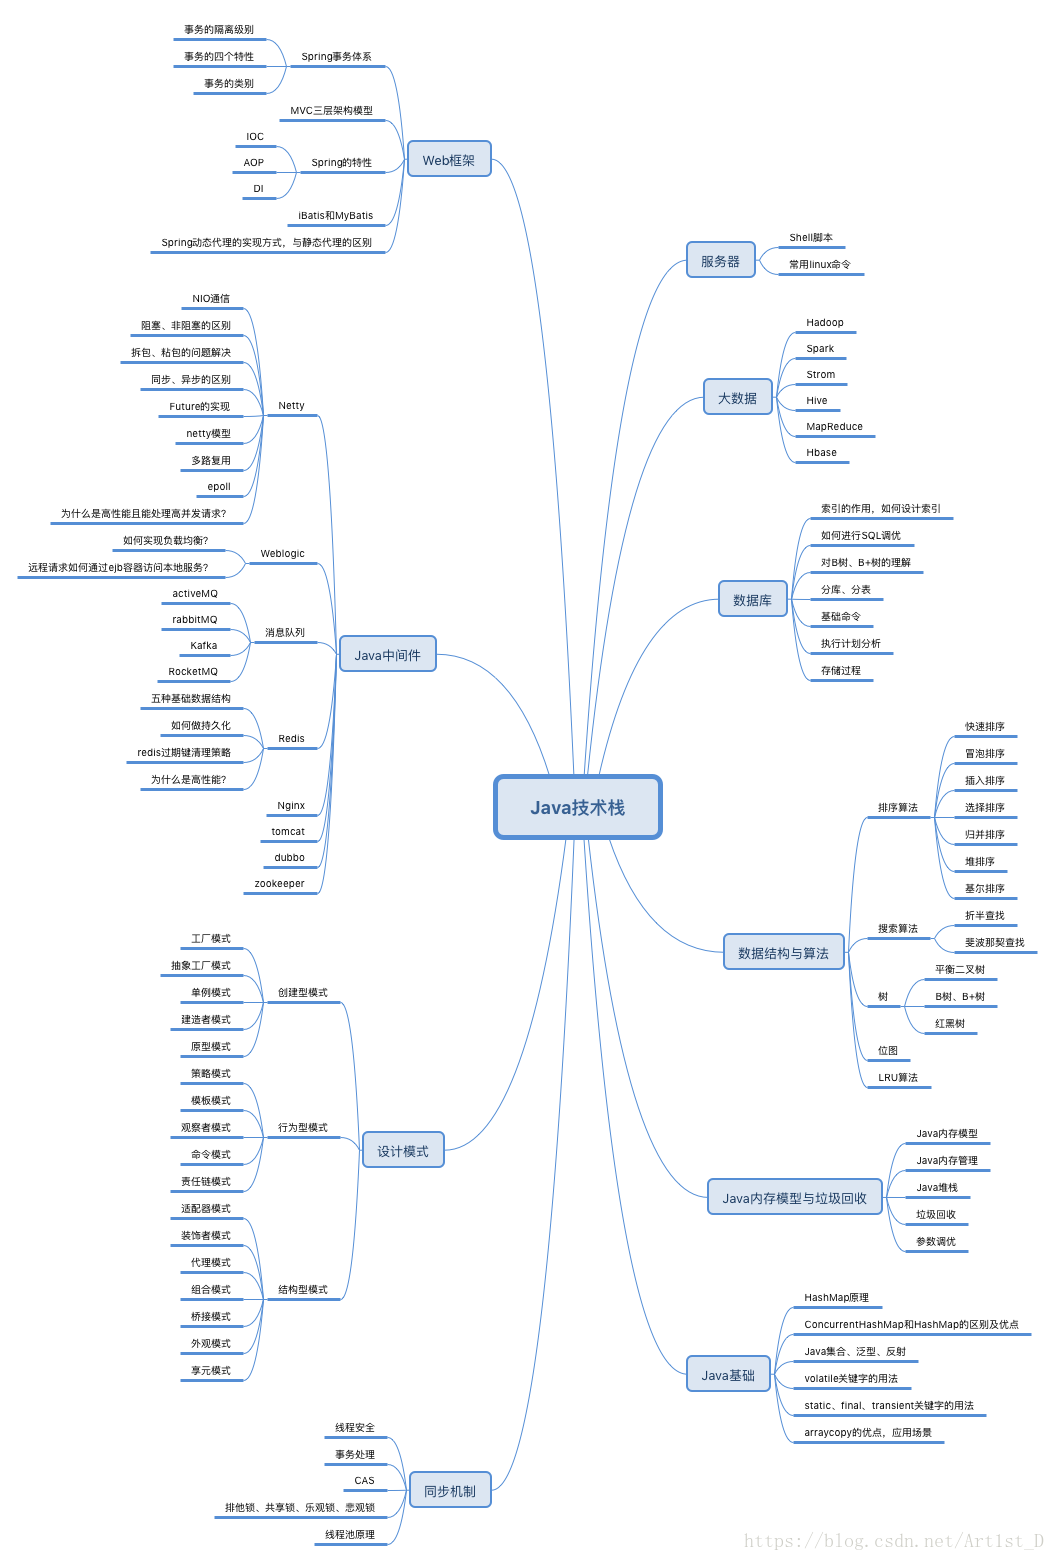 Java技术栈
Web框架
Spring事务体系
事务的隔离级别
事务的四个特性
事务的类别
MVC三层架构模型
Spring的特性
IOC
AOP
DI
iBatis和MyBatis
Spring动态代理的实现方式，与静态代理的区别
Java中间件
Netty
NIO通信
阻塞、非阻塞的区别
拆包、粘包的问题解决
同步、异步的区别
Future的实现
netty模型
多路复用
epoll
为什么是高性能且能处理高并发请求？
Weblogic
如何实现负载均衡？
远程请求如何通过ejb容器访问本地服务？
消息队列
activeMQ
rabbitMQ
Kafka
RocketMQ
Redis
五种基础数据结构
如何做持久化
redis过期键清理策略
为什么是高性能？
Nginx
tomcat
dubbo
zookeeper
设计模式
创建型模式
工厂模式
抽象工厂模式
单例模式
建造者模式
原型模式
行为型模式
策略模式
模板模式
观察者模式
命令模式
责任链模式
结构型模式
适配器模式
装饰者模式
代理模式
组合模式
桥接模式
外观模式
享元模式
同步机制
线程安全
事务处理
CAS
排他锁、共享锁、乐观锁、悲观锁
线程池原理
服务器
Shell脚本
常用linux命令
大数据
Hadoop
Spark
Strom
Hive
MapReduce
Hbase
数据库
索引的作用，如何设计索引
如何进行SQL调优
对B树、B+树的理解
分库、分表
基础命令
执行计划分析
存储过程
数据结构与算法
排序算法
快速排序
冒泡排序
插入排序
选择排序
归并排序
堆排序
基尔排序
搜索算法
折半查找
斐波那契查找
树
平衡二叉树
B树、B+树
红黑树
位图
LRU算法
Java内存模型与垃圾回收
Java内存模型
Java内存管理
Java堆栈
垃圾回收
参数调优
Java基础
HashMap原理
ConcurrentHashMap和HashMap的区别及优点
Java集合、泛型、反射
volatile关键字的用法
static、final、transient关键字的用法
arraycopy的优点，应用场景
https://blog.csdn.net/Art1st_D